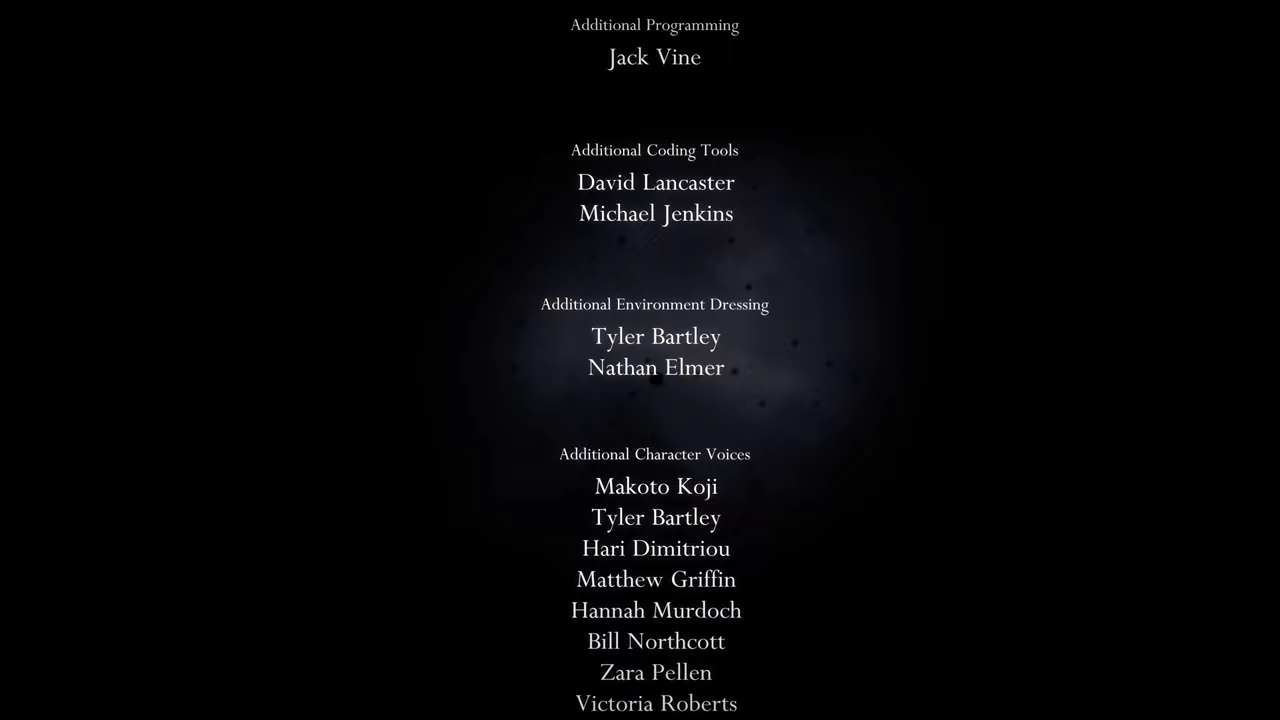 Additional Programming
Jack Vine
Additional Coding Tools
David Lancaster
Michael Jenkins
Additional Environment Dressing
Tyler Bartley
Nathan Elmer
Additional Character Voices
Makoto Koji
Tyler Bartley
Hari Dimitriou
Matthew Griffin
Hannah Murdoch
Bill Northcott
Zara Pellen
Victoria Roberts